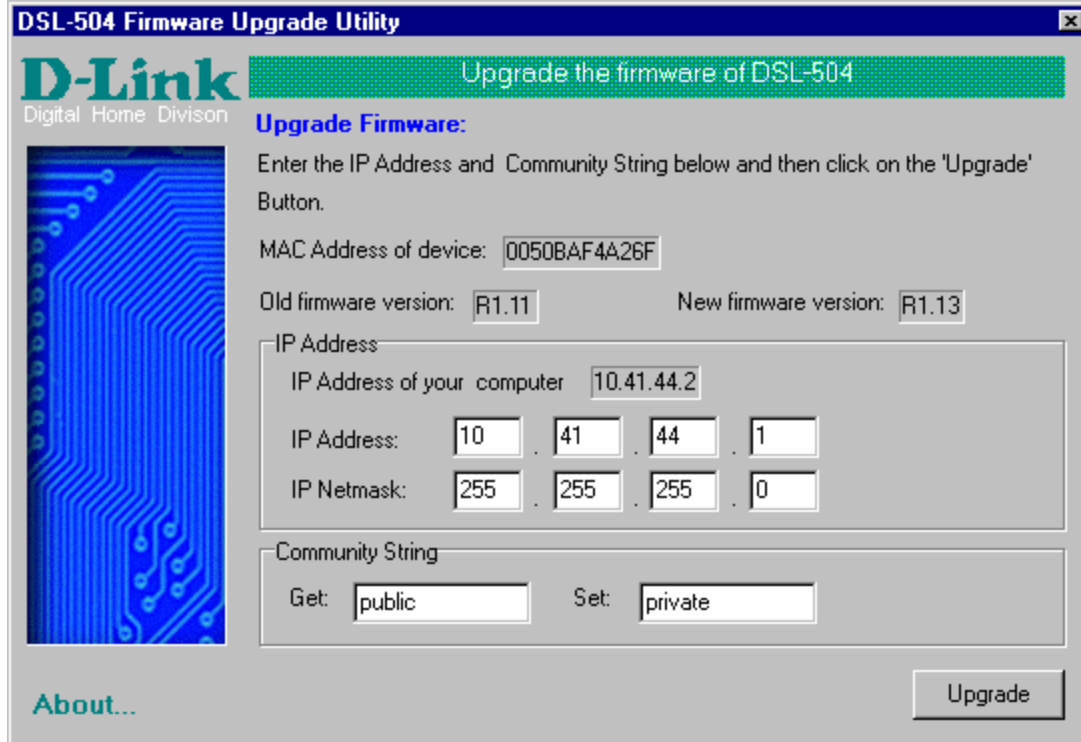 DSL-504 Firmware Upgrade Utility
D-Link
Digital Home Divison
Upgrade the firmware of DSL-504
Upgrade Firmware:
Enter the IP Address and Community String below and then click on the 'Upgrade'
Button.
MAC Address of device: 0050BAF4A26F
Old firmware version: R1.11 New firmware version: R1.13
IP Address
IP Address of your computer 10.41.44.2
IP Address: 10 . 41 . 44 . 1
IP Netmask: 255 . 255 . 255 . 0
Community String
Get: public Set: private
About...
Upgrade